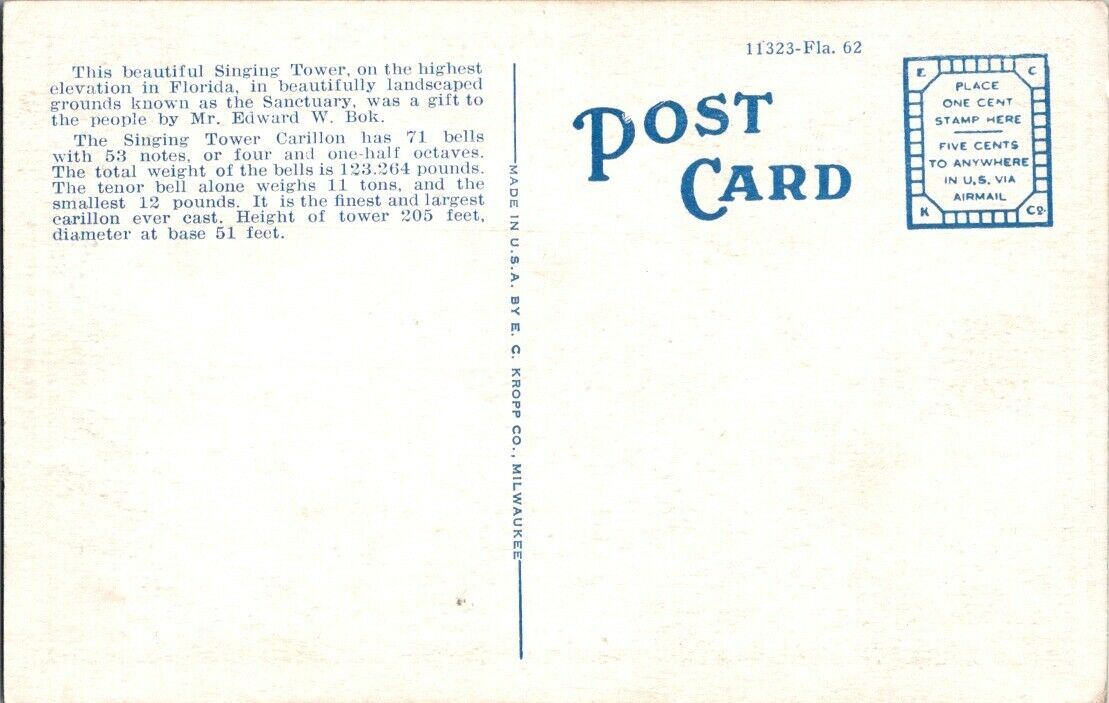 This beautiful Singing Tower, on the highest
elevation in Florida, in beautifully landscaped
grounds known as the Sanctuary, was a gift to
the people by Mr. Edward W. Bok.
The Singing Tower Carillon has 71 bells
with 53 notes, or four and one-half octaves.
The total weight of the bells is 123.264 pounds.
The tenor bell alone weighs 11 tons, and the
smallest 12 pounds. It is the finest and largest
carillon ever cast. Height of tower 205 feet,
diameter at base 51 feet.
MADE IN U.S.A. BY E. C. KROPP CO., MILWAUKEE
11323-Fla. 62
POST
CARD
E C
PLACE
ONE CENT
STAMP HERE
FIVE CENTS
TO ANYWHERE
IN U.S. VIA
AIRMAIL
K Co.